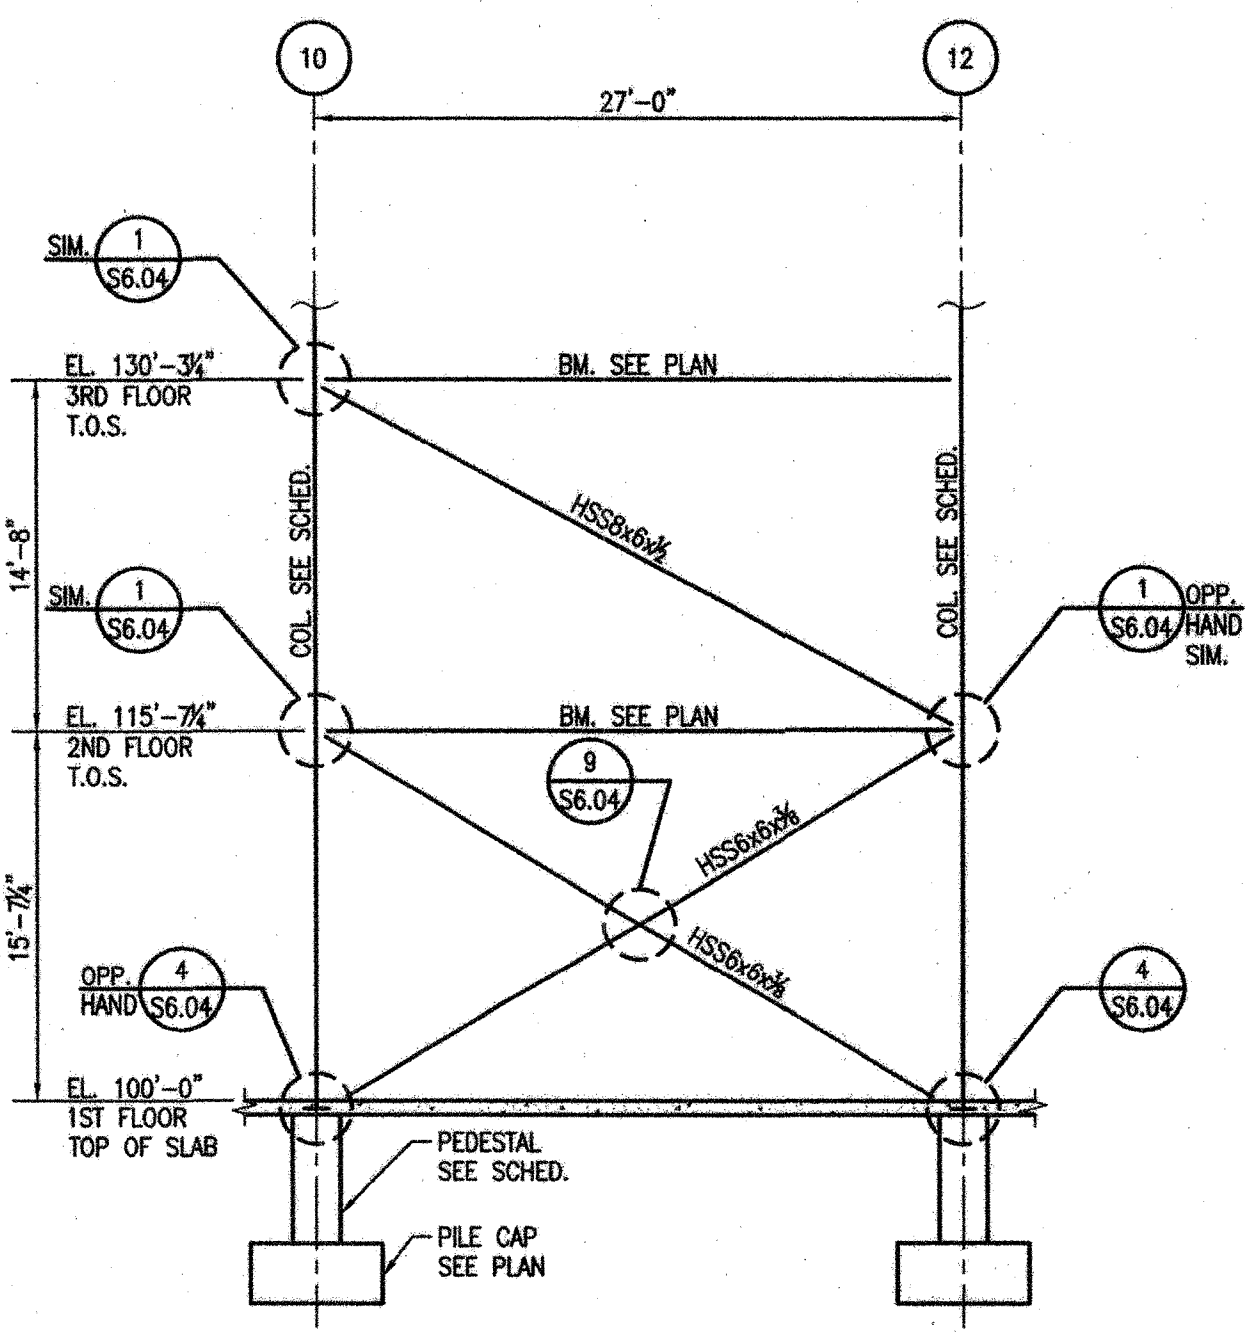 10
12
27'-0"
SIM.
1
S6.04
EL. 130'-3¼"
3RD FLOOR
T.O.S.
BM. SEE PLAN
14'-8"
COL. SEE SCHED.
HSS8x6x½
COL. SEE SCHED.
SIM.
1
S6.04
1
S6.04
OPP.
HAND
SIM.
EL. 115'-7¼"
2ND FLOOR
T.O.S.
BM. SEE PLAN
9
S6.04
HSS6x6x⅜
15'-7¼"
HSS6x6x⅜
OPP.
HAND
4
S6.04
4
S6.04
EL. 100'-0"
1ST FLOOR
TOP OF SLAB
PEDESTAL
SEE SCHED.
PILE CAP
SEE PLAN